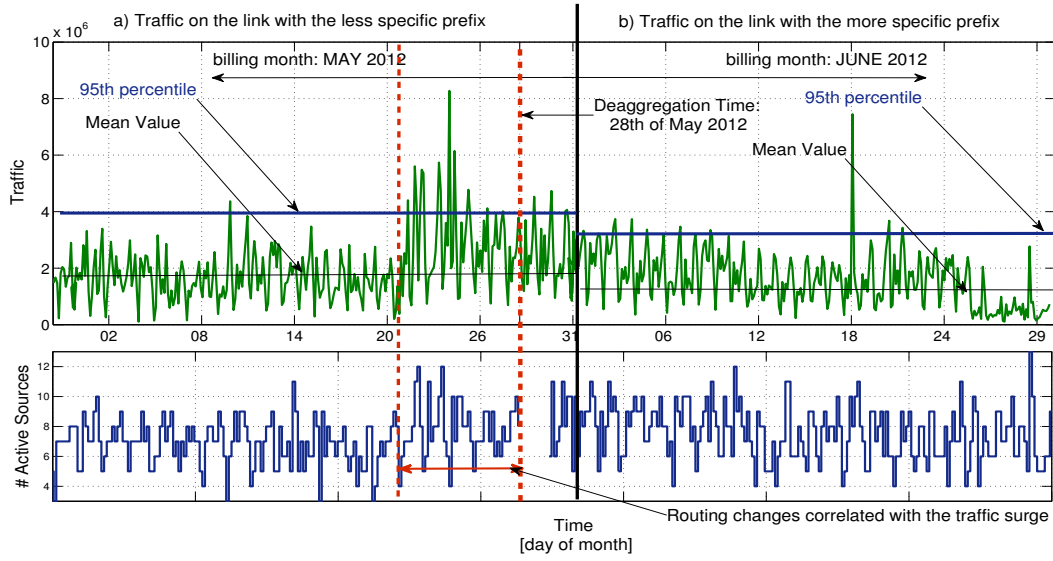 a) Traffic on the link with the less specific prefix
b) Traffic on the link with the more specific prefix
x 10^6
billing month: MAY 2012
billing month: JUNE 2012
95th percentile
Mean Value
Deaggregation Time:
28th of May 2012
95th percentile
Mean Value
Traffic
10
8
6
4
2
0
02 08 14 20 26 31 06 12 18 24 29
# Active Sources
12
10
8
6
4
Routing changes correlated with the traffic surge
Time
[day of month]